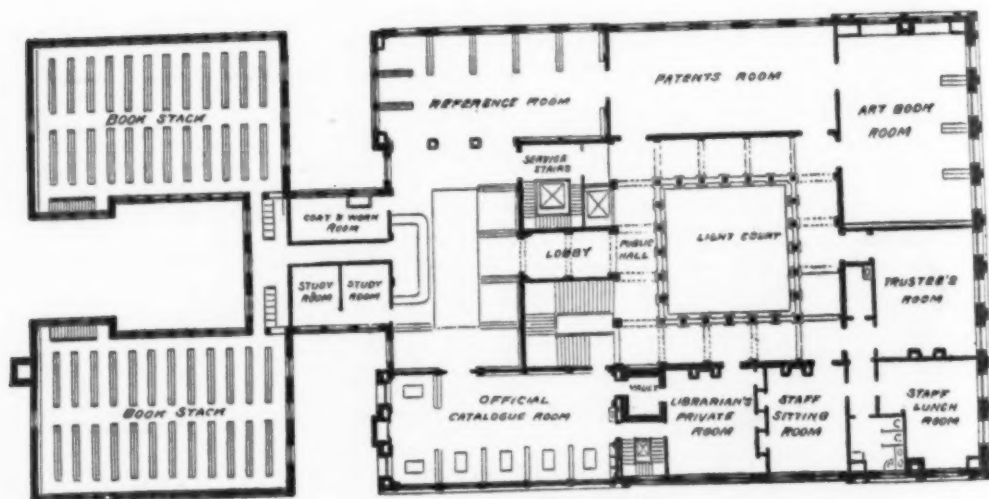 BOOK STACK
REFERENCE ROOM
PATENTS ROOM
ART BOOK
ROOM
SERVICE
STAIRS
COAT & WORK
ROOM
LOBBY
PUBLIC
HALL
LIGHT COURT
STUDY
ROOM
STUDY
ROOM
TRUSTEE'S
ROOM
BOOK STACK
OFFICIAL
CATALOGUE ROOM
VAULT
LIBRARIAN'S
PRIVATE
ROOM
STAFF
SITTING
ROOM
STAFF
LUNCH
ROOM